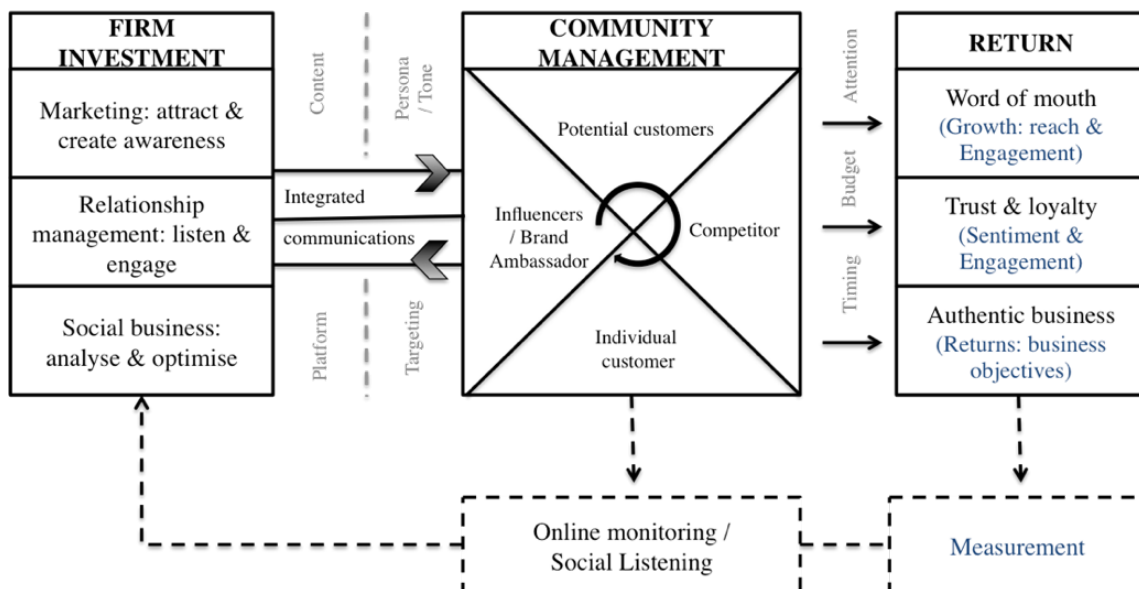 FIRM
INVESTMENT
Marketing: attract &
create awareness
Relationship
management: listen &
engage
Social business:
analyse & optimise
Content
Persona
/ Tone
Integrated
communications
Platform
Targeting
COMMUNITY
MANAGEMENT
Potential customers
Influencers
/ Brand
Ambassador
Competitor
Individual
customer
Attention
Budget
Timing
RETURN
Word of mouth
(Growth: reach &
Engagement)
Trust & loyalty
(Sentiment &
Engagement)
Authentic business
(Returns: business
objectives)
Online monitoring /
Social Listening
Measurement